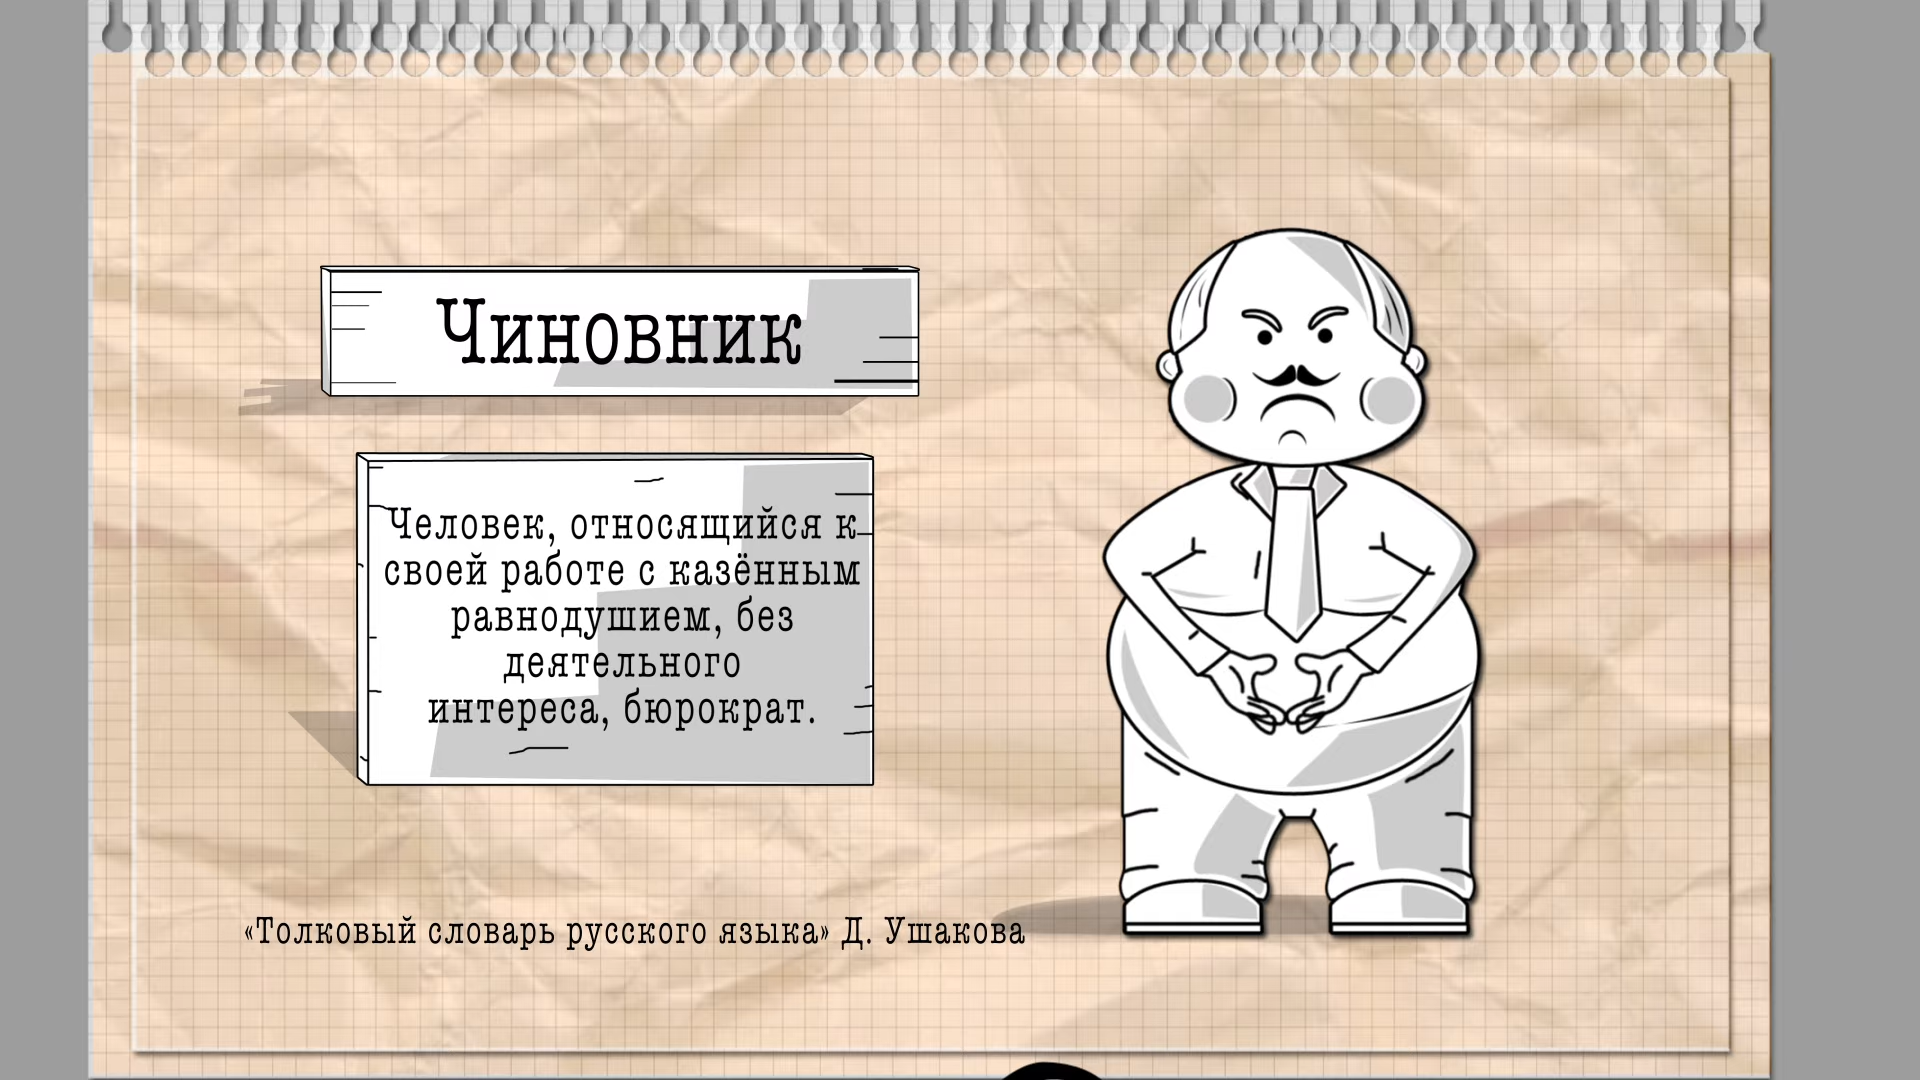 Чиновник
Человек, относящийся к
своей работе с казённым
равнодушием, без
деятельного
интереса, бюрократ.
«Толковый словарь русского языка» Д. Ушакова